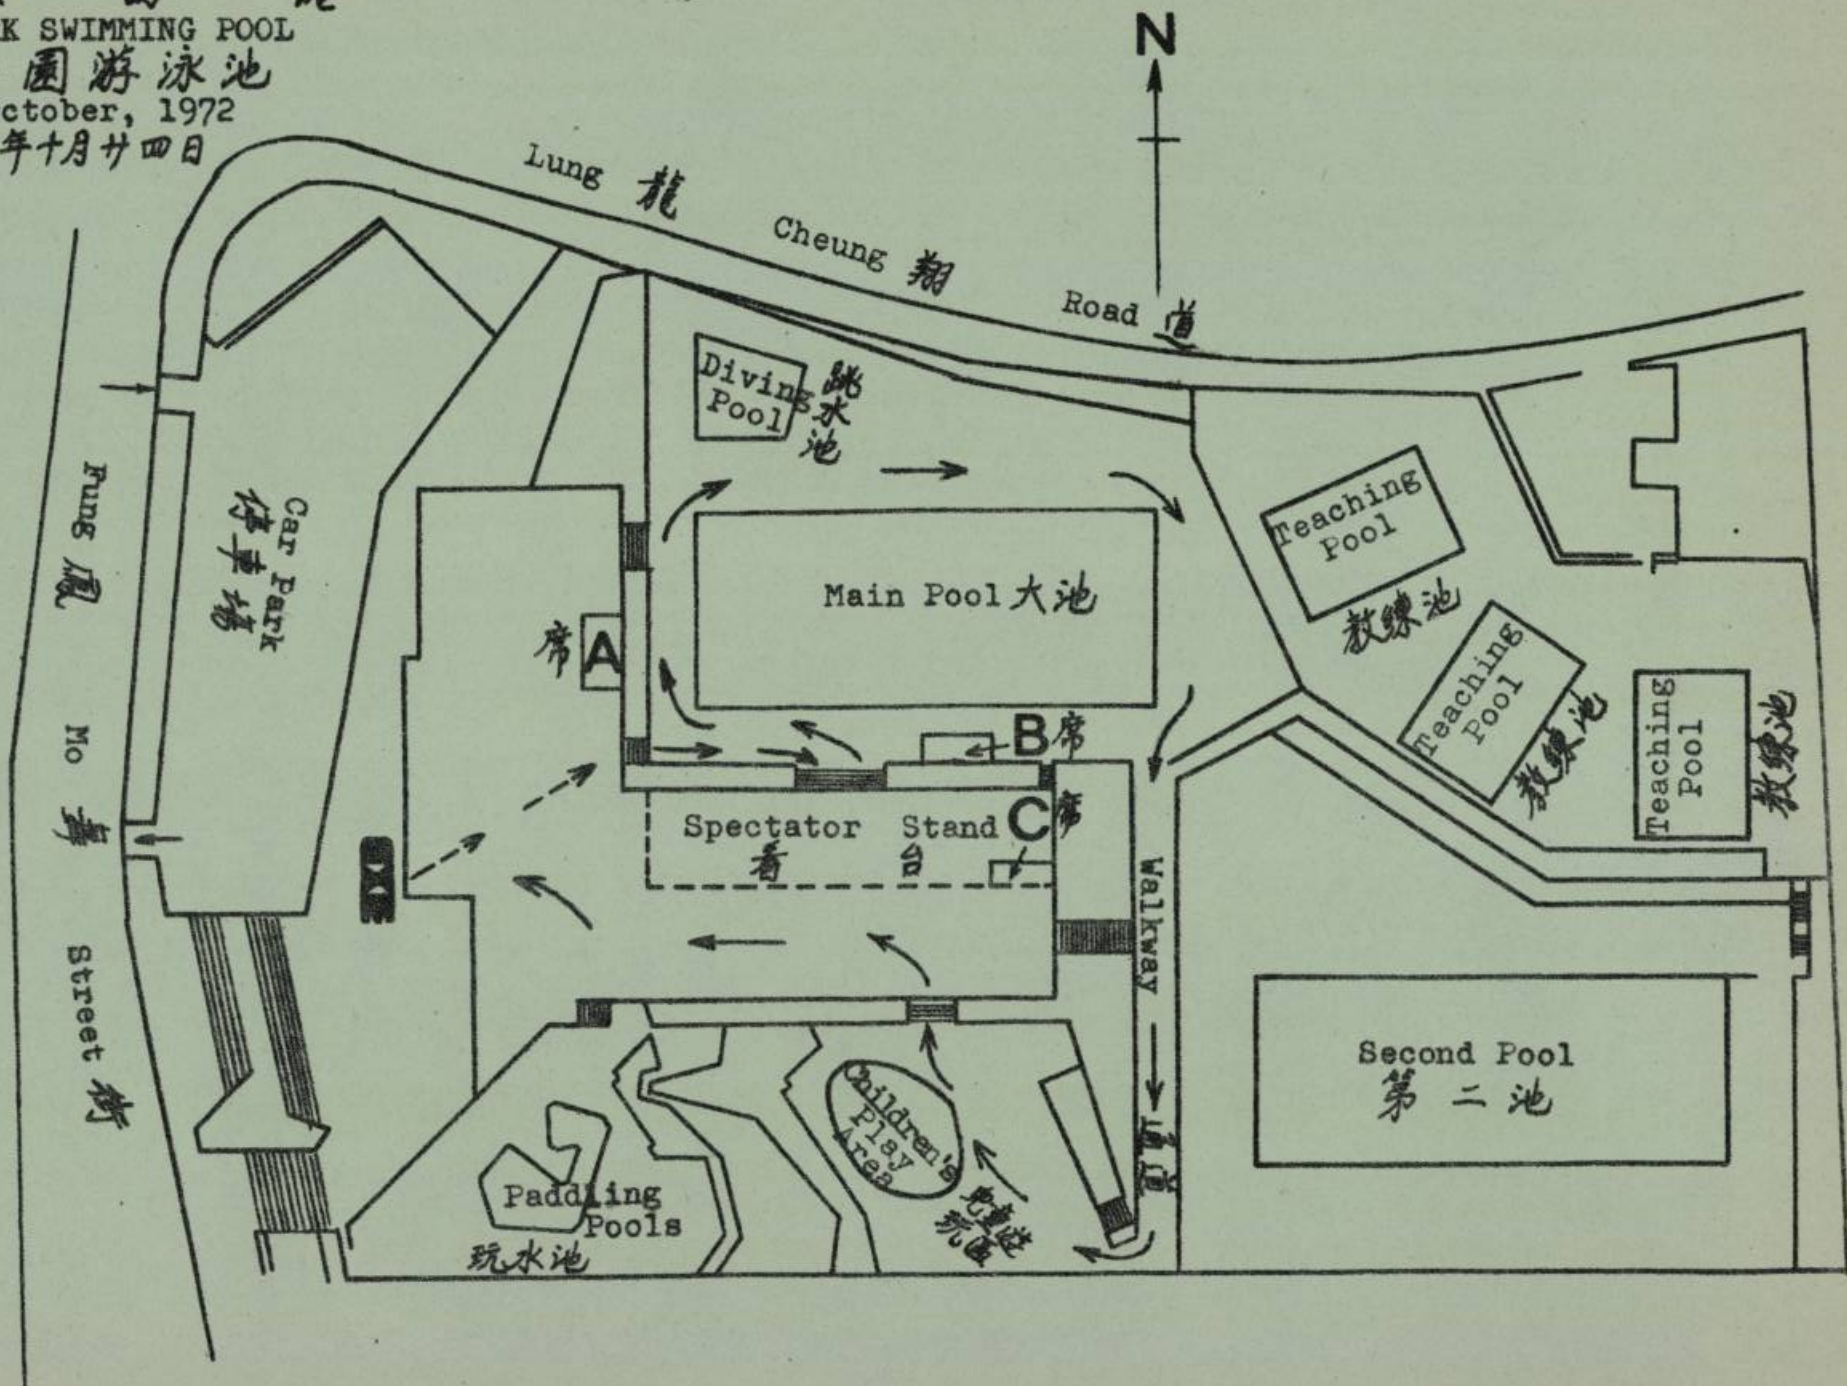 K SWIMMING POOL
園游泳池
ctober, 1972
年十月廿四日
N
Lung 龍 Cheung 翔 Road 道
Fung 鳳 Mo 舞 Street 街
Car Park
停車場
Diving
Pool
跳水池
Main Pool 大池
Teaching
Pool
教練池
Teaching
Pool
教練池
Teaching
Pool
教練池
席 A
B 席
C 席
Spectator Stand
看 台
Walkway
通道
Second Pool
第二池
Children's
Play
Area
兒童遊
玩區
Paddling
Pools
玩水池